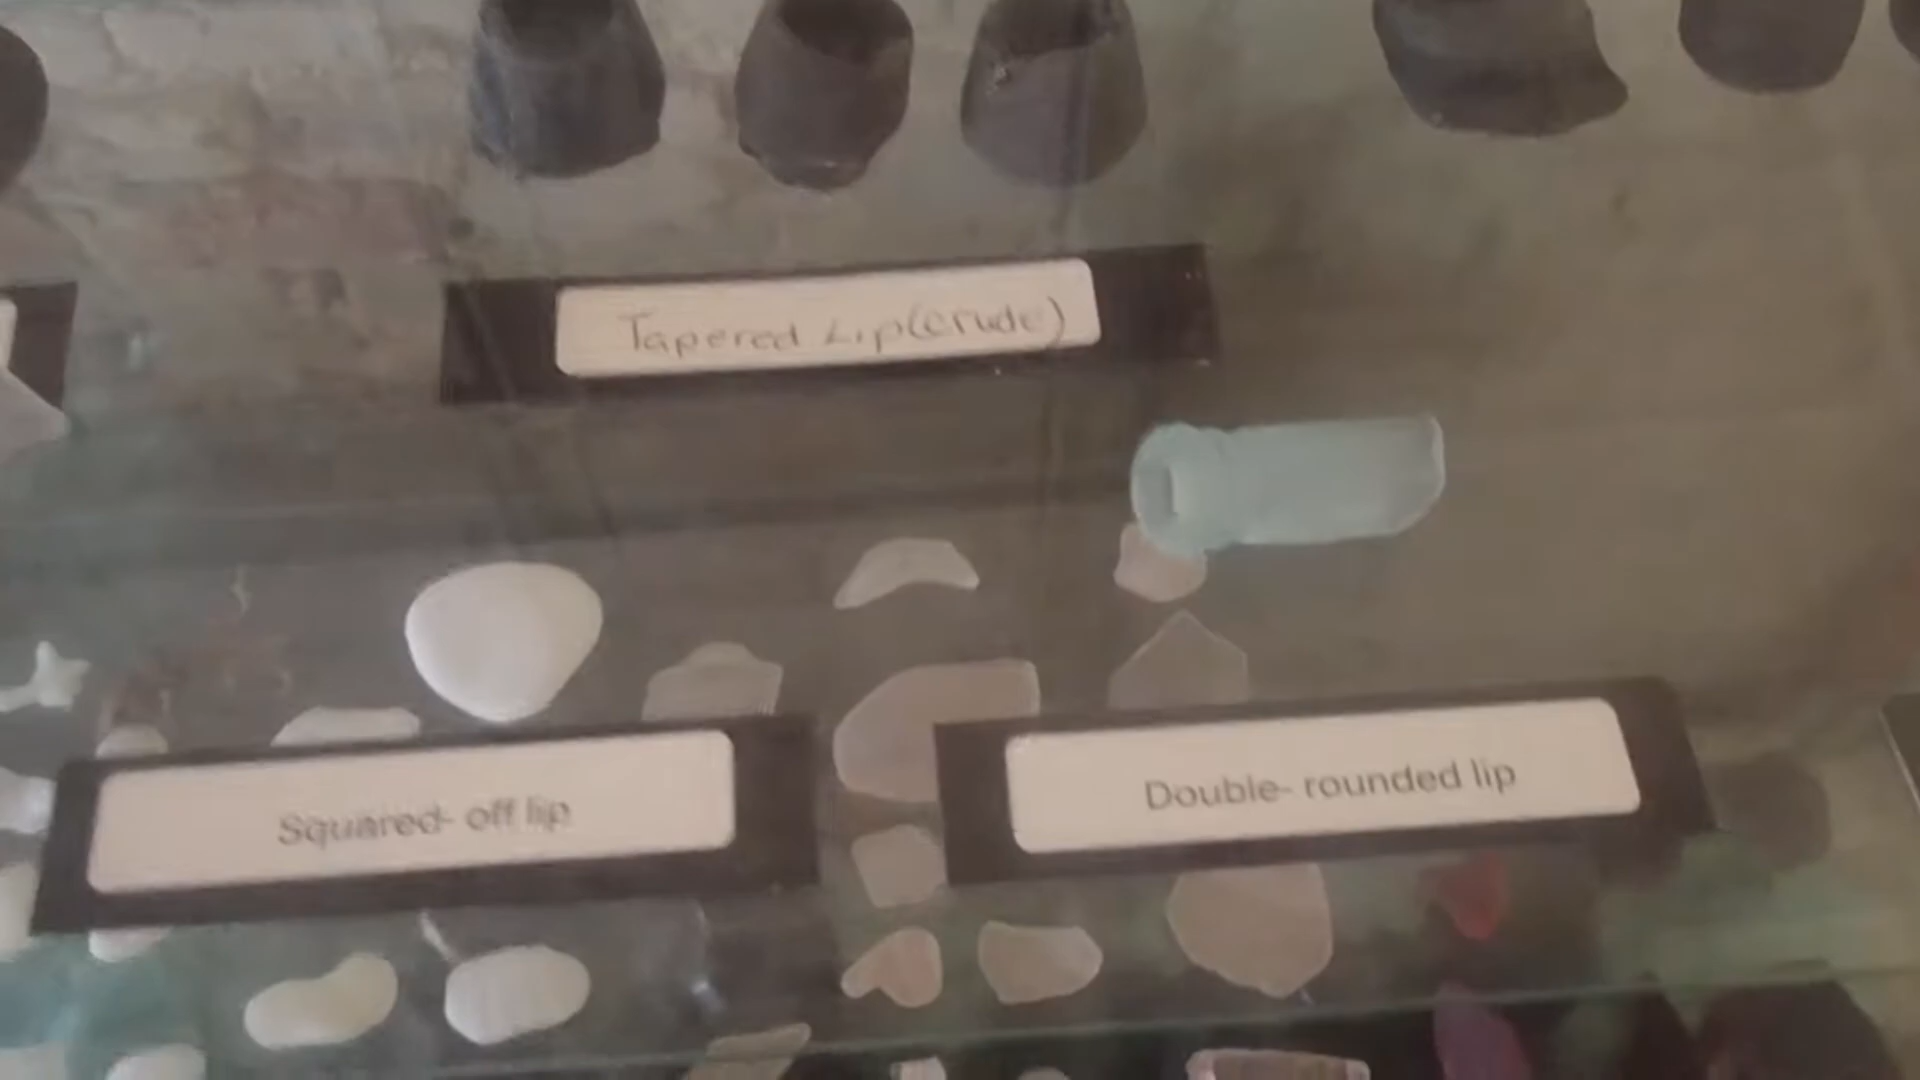 Tapered Lip(crude)
Squared- off lip
Double- rounded lip